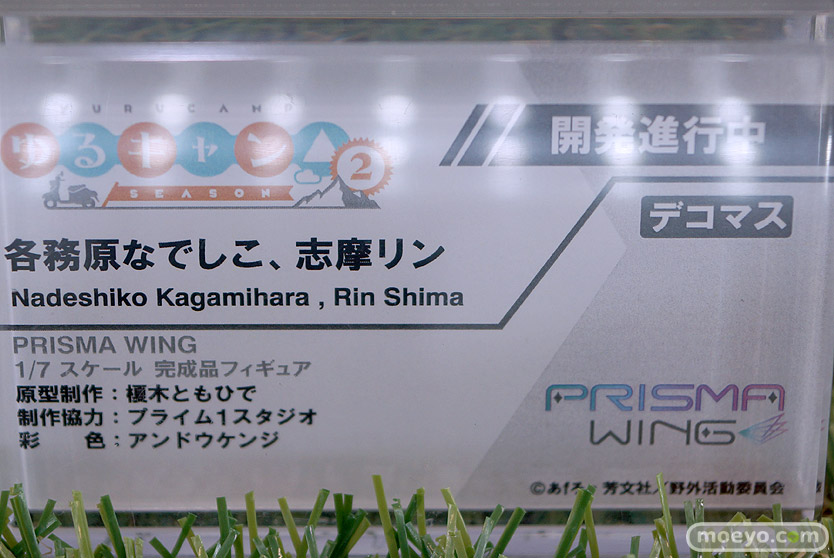 YURUCAMP
ゆるキャン△ 2
SEASON
開発進行中
デコマス
各務原なでしこ、志摩リン
Nadeshiko Kagamihara , Rin Shima
PRISMA WING
1/7 スケール 完成品フィギュア
原型制作：榎木ともひで
制作協力：プライム1スタジオ
彩　　色：アンドウケンジ
PRISMA
WING
©あfろ・芳文社／野外活動委員会
moeyo.com